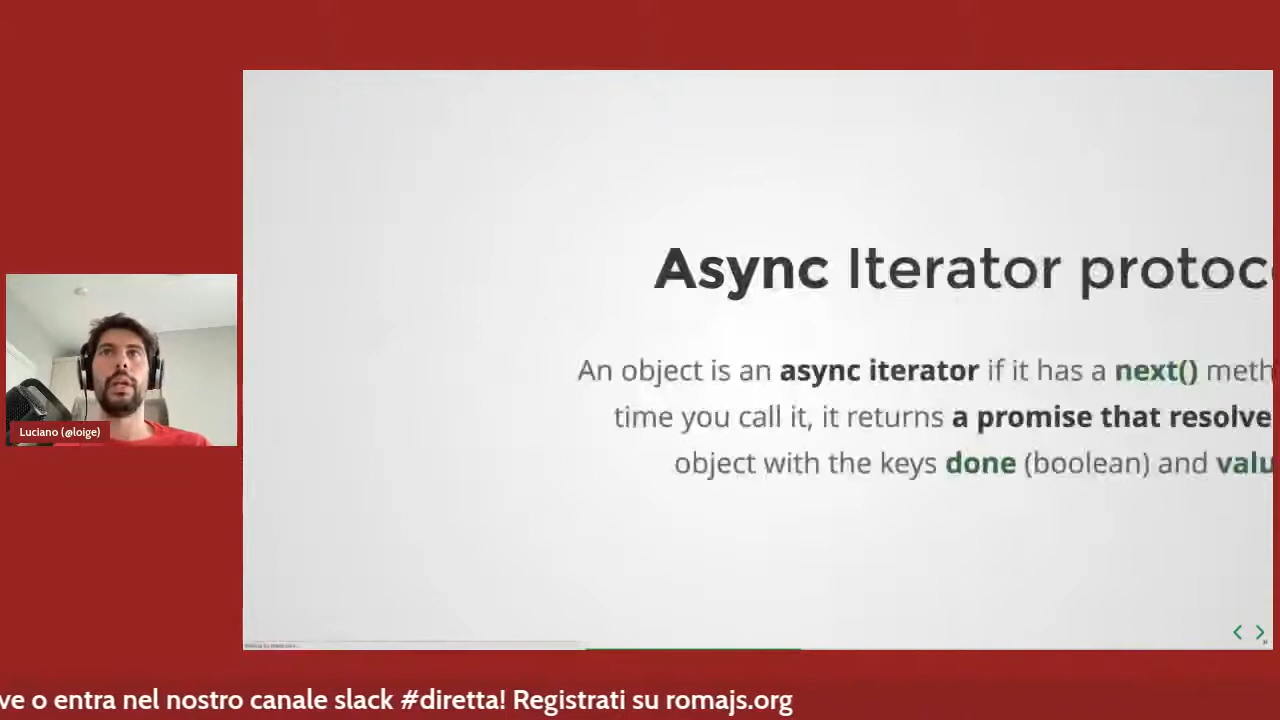 Async Iterator protoc
An object is an async iterator if it has a next() meth
time you call it, it returns a promise that resolve
object with the keys done (boolean) and valu
Luciano (@loige)
ve o entra nel nostro canale slack #diretta! Registrati su romajs.org